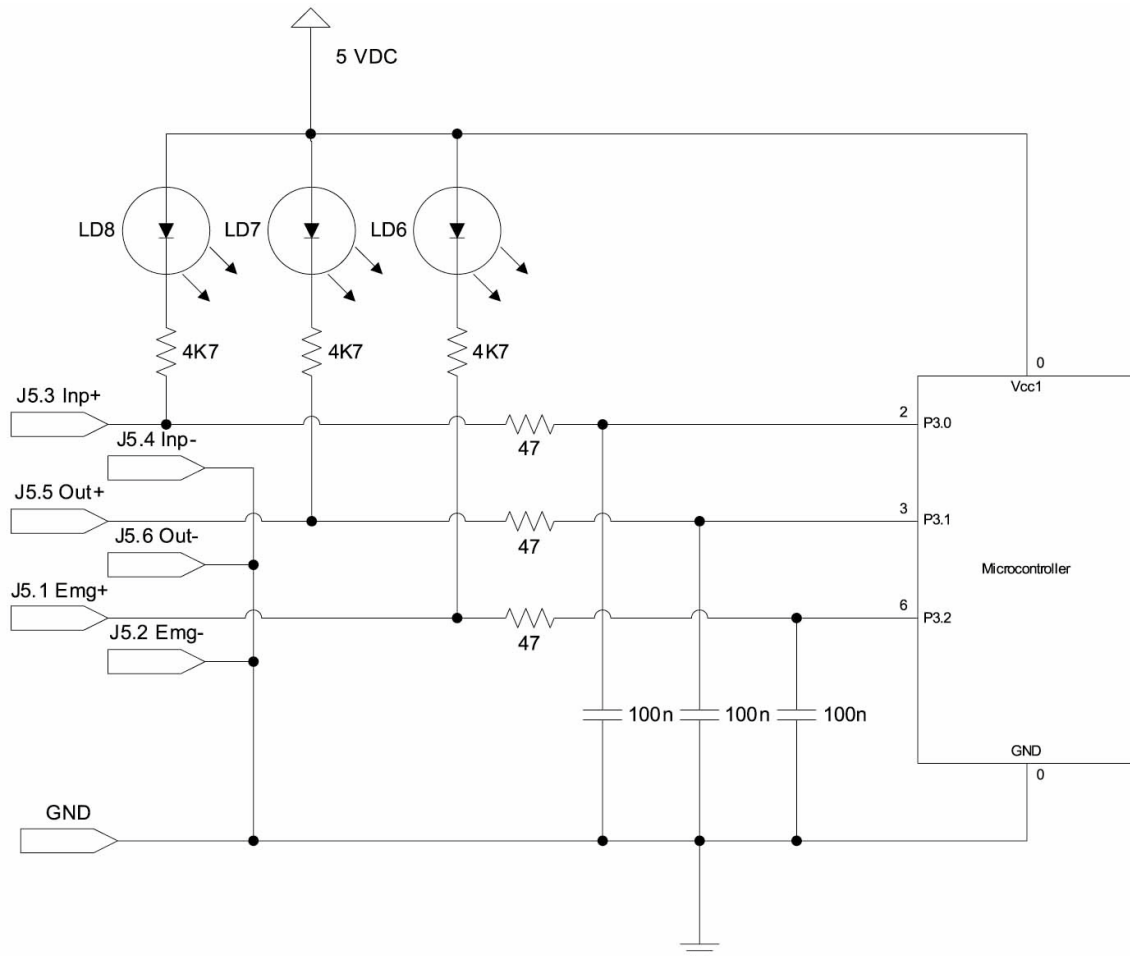 5 VDC
LD8
LD7
LD6
4K7
4K7
4K7
J5.3 Inp+
J5.4 Inp-
J5.5 Out+
J5.6 Out-
J5.1 Emg+
J5.2 Emg-
GND
47
47
47
100n
100n
100n
0
Vcc1
2
P3.0
3
P3.1
Microcontroller
6
P3.2
GND
0